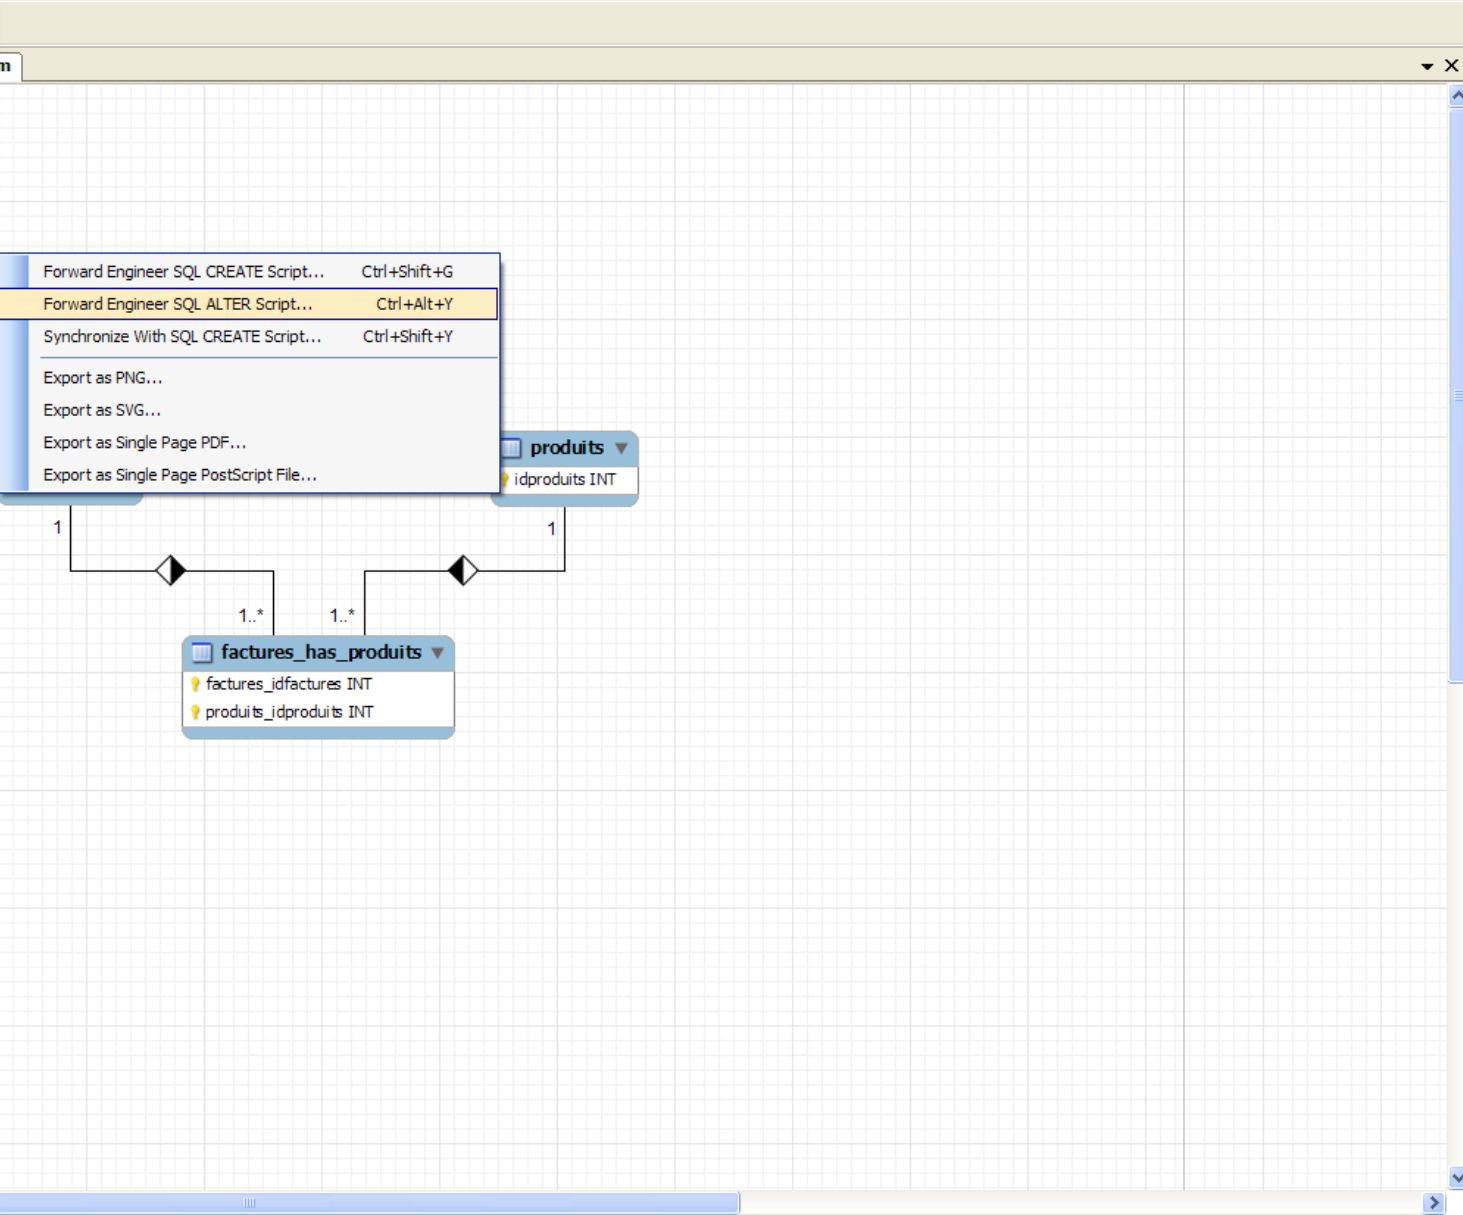 m
Forward Engineer SQL CREATE Script... Ctrl+Shift+G
Forward Engineer SQL ALTER Script... Ctrl+Alt+Y
Synchronize With SQL CREATE Script... Ctrl+Shift+Y
Export as PNG...
Export as SVG...
Export as Single Page PDF...
Export as Single Page PostScript File...
produits
idproduits INT
1
1
1..*
1..*
factures_has_produits
factures_idfactures INT
produits_idproduits INT